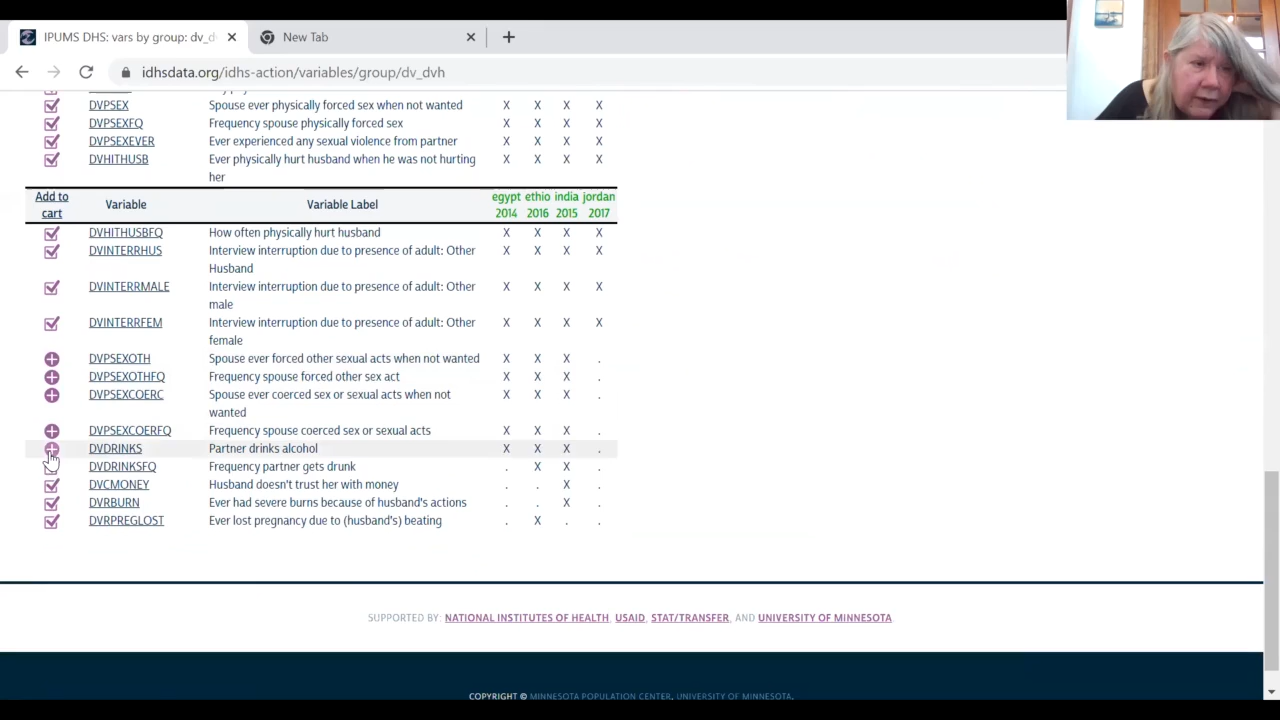 IPUMS DHS: vars by group: dv_d
New Tab
idhsdata.org/idhs-action/variables/group/dv_dvh
DVPSEX Spouse ever physically forced sex when not wanted X X X X
DVPSEXFQ Frequency spouse physically forced sex X X X X
DVPSEXEVER Ever experienced any sexual violence from partner X X X X
DVHITHUSB Ever physically hurt husband when he was not hurting X X X X
her
Add to egypt ethio india jordan
Variable Variable Label
cart 2014 2016 2015 2017
DVHITHUSBFQ How often physically hurt husband X X X X
DVINTERRHUS Interview interruption due to presence of adult: Other X X X X
Husband
DVINTERRMALE Interview interruption due to presence of adult: Other X X X X
male
DVINTERRFEM Interview interruption due to presence of adult: Other X X X X
female
DVPSEXOTH Spouse ever forced other sexual acts when not wanted X X X .
DVPSEXOTHFQ Frequency spouse forced other sex act X X X .
DVPSEXCOERC Spouse ever coerced sex or sexual acts when not X X X .
wanted
DVPSEXCOERFQ Frequency spouse coerced sex or sexual acts X X X .
DVDRINKS Partner drinks alcohol X X X .
DVDRINKSFQ Frequency partner gets drunk . X X .
DVCMONEY Husband doesn't trust her with money . . X .
DVRBURN Ever had severe burns because of husband's actions . . X .
DVRPREGLOST Ever lost pregnancy due to (husband's) beating . X . .
SUPPORTED BY: NATIONAL INSTITUTES OF HEALTH, USAID, STAT/TRANSFER, AND UNIVERSITY OF MINNESOTA
COPYRIGHT © MINNESOTA POPULATION CENTER, UNIVERSITY OF MINNESOTA.